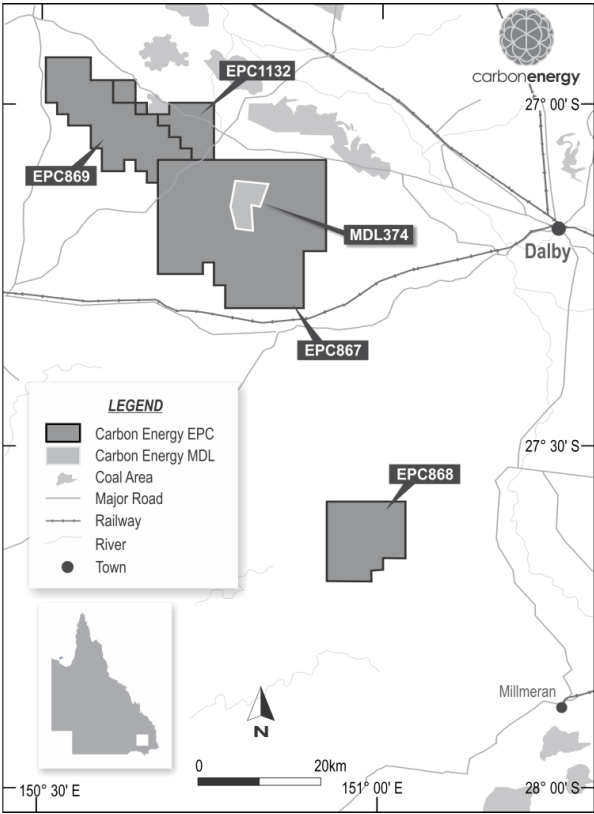 EPC1132
carbonenergy
27° 00' S
EPC869
MDL374
Dalby
EPC867
LEGEND
Carbon Energy EPC
Carbon Energy MDL
Coal Area
Major Road
Railway
River
Town
27° 30' S
EPC868
Millmeran
N
0 20km
28° 00' S
150° 30' E
151° 00' E